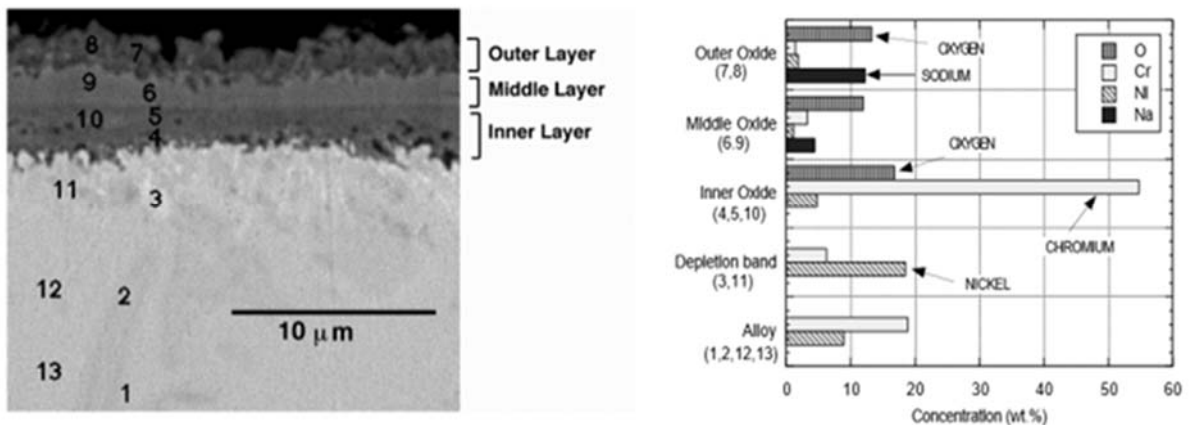 8
7
9
6
10
5
4
11
3
12
2
10 μm
13
1
Outer Layer
Middle Layer
Inner Layer
Outer Oxide
(7,8)
Middle Oxide
(6.9)
Inner Oxide
(4,5,10)
Depletion band
(3,11)
Alloy
(1,2,12,13)
OXYGEN
SODIUM
OXYGEN
CHROMIUM
NICKEL
O
Cr
NI
Na
0 10 20 30 40 50 60
Concentration (wt.%)